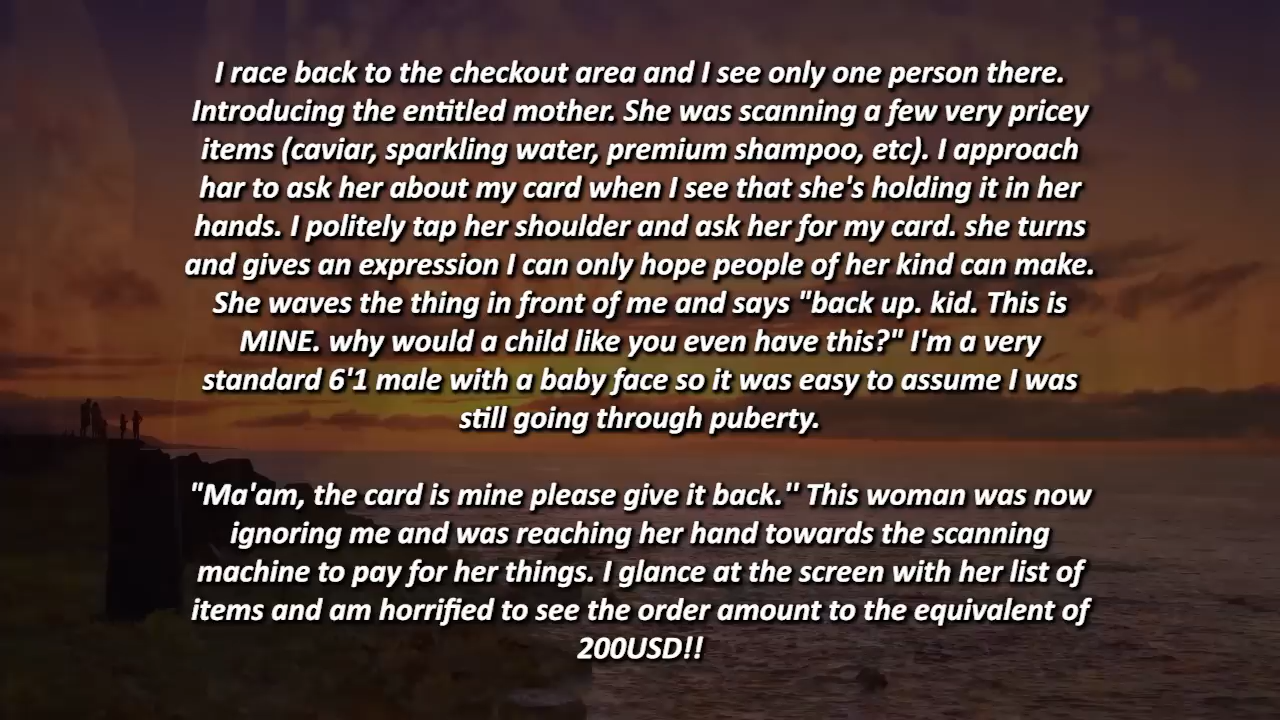 I race back to the checkout area and I see only one person there.
Introducing the entitled mother. She was scanning a few very pricey
items (caviar, sparkling water, premium shampoo, etc). I approach
har to ask her about my card when I see that she's holding it in her
hands. I politely tap her shoulder and ask her for my card. she turns
and gives an expression I can only hope people of her kind can make.
She waves the thing in front of me and says "back up. kid. This is
MINE. why would a child like you even have this?" I'm a very
standard 6'1 male with a baby face so it was easy to assume I was
still going through puberty.
"Ma'am, the card is mine please give it back.'' This woman was now
ignoring me and was reaching her hand towards the scanning
machine to pay for her things. I glance at the screen with her list of
items and am horrified to see the order amount to the equivalent of
200USD!!